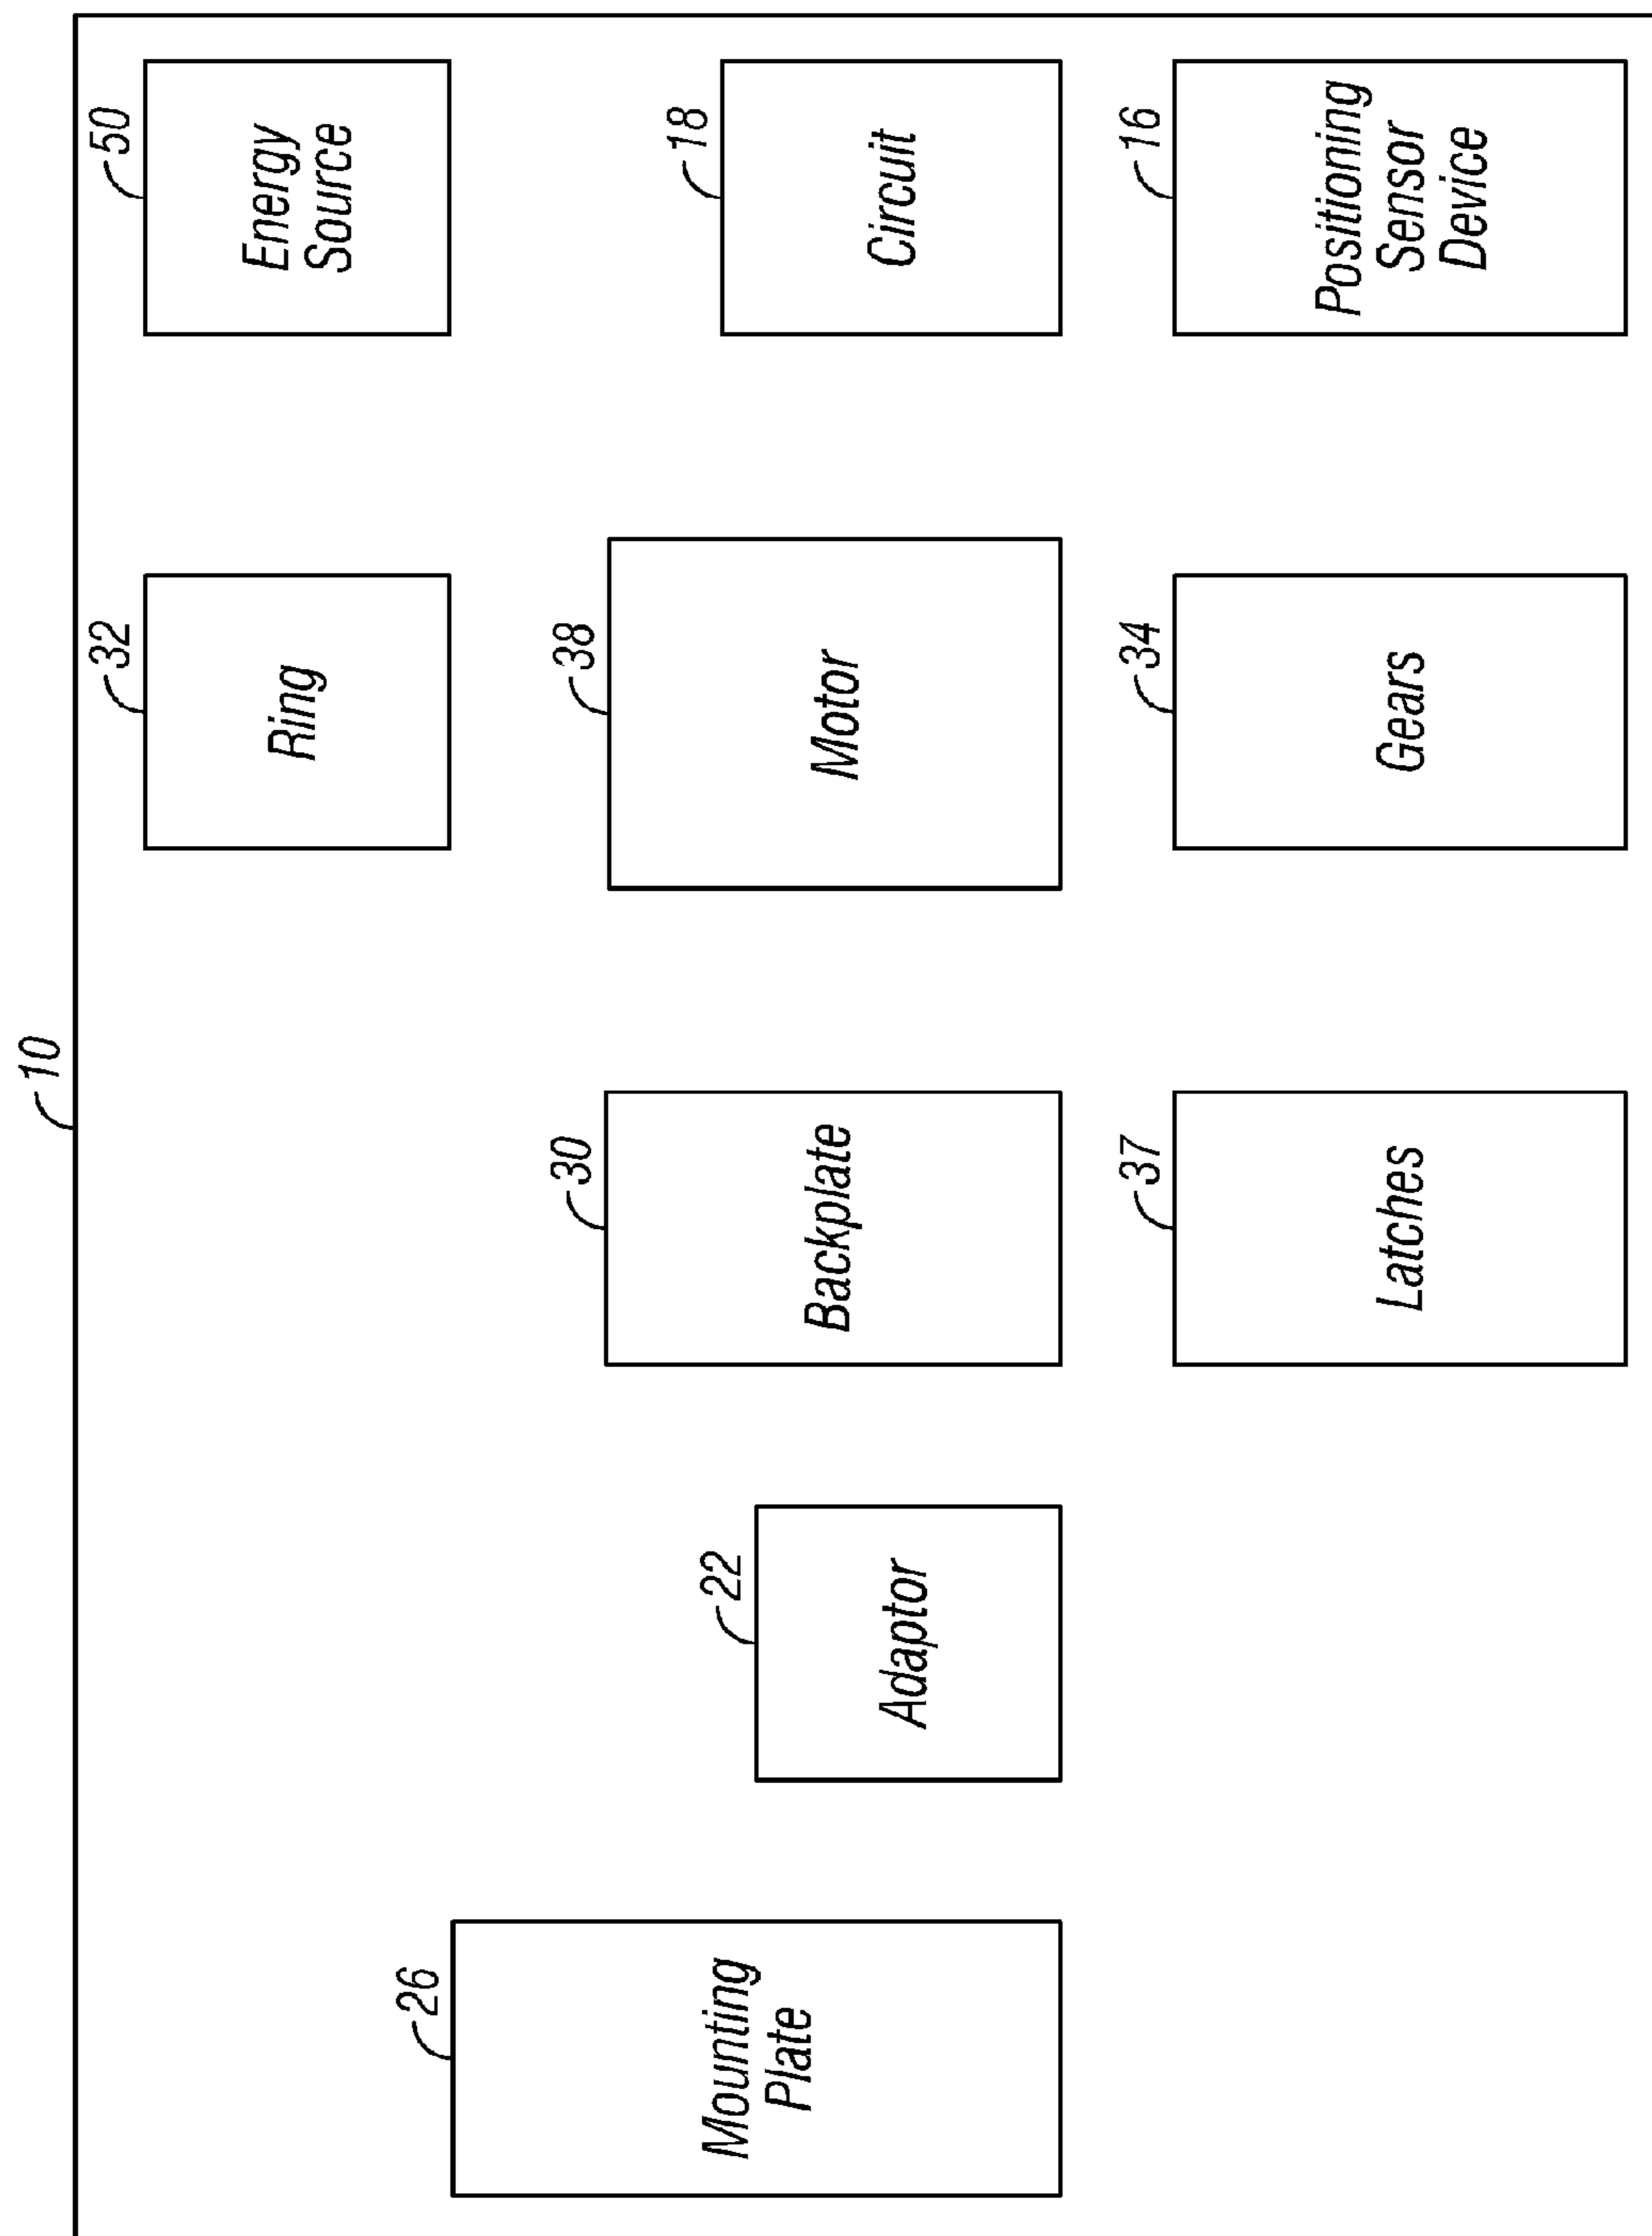 10
26
Mounting
Plate
22
Adaptor
30
Backplate
37
Latches
32
Ring
38
Motor
34
Gears
50
Energy
Source
18
Circuit
16
Positioning
Sensor
Device